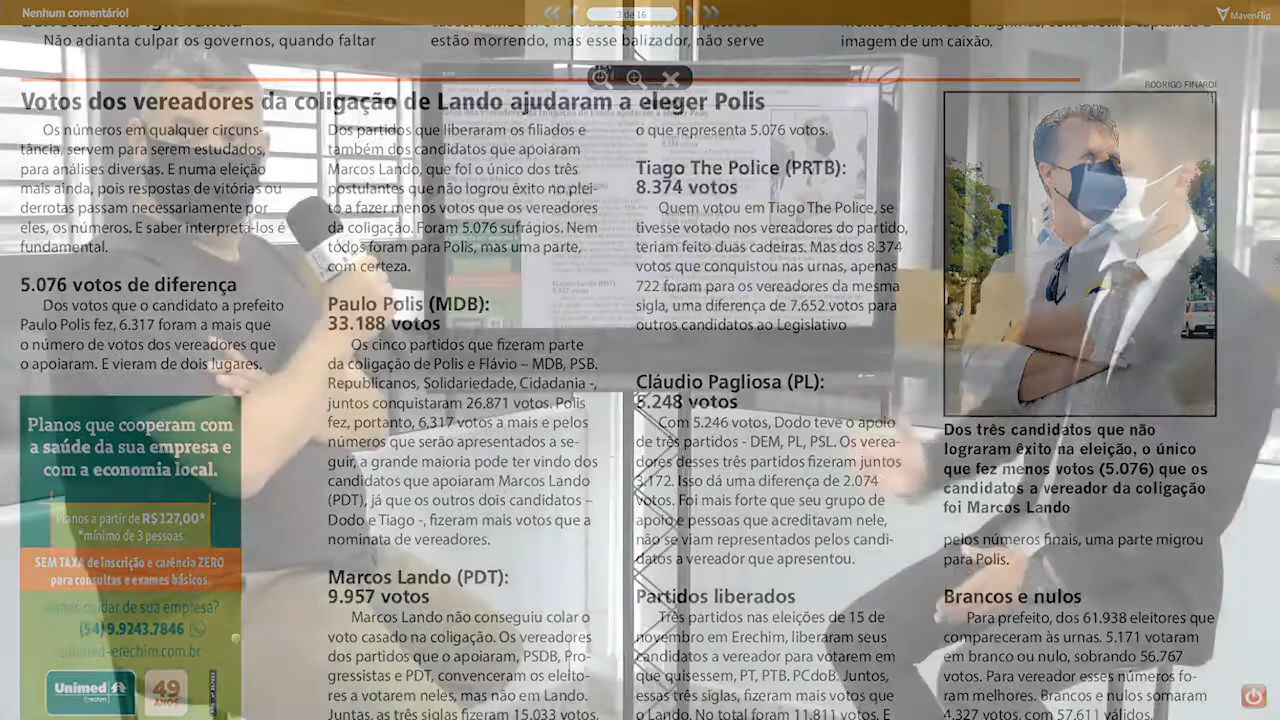 Nenhum comentário!
3 de 16
MavenFlip
Não adianta culpar os governos, quando faltar
estão morrendo, mas esse balizador, não serve
imagem de um caixão.
RODRIGO FINARDI
Votos dos vereadores da coligação de Lando ajudaram a eleger Polis
Os números em qualquer circuns-
tância, servem para serem estudados,
para análises diversas. E numa eleição
mais ainda, pois respostas de vitórias ou
derrotas passam necessariamente por
eles, os números. E saber interpretá-los é
fundamental.
5.076 votos de diferença
Dos votos que o candidato a prefeito
Paulo Polis fez, 6.317 foram a mais que
o número de votos dos vereadores que
o apoiaram. E vieram de dois lugares.
Planos que cooperam com
a saúde da sua empresa e
com a economia local.
Planos a partir de R$ 127,00*
*mínimo de 3 pessoas
SEM TAXA de inscrição e carência ZERO
para consultas e exames básicos.
Vamos cuidar de sua empresa?
(54) 9.9243.7846
unimed-erechim.com.br
Unimed
Erechim
49
ANOS
Dos partidos que liberaram os filiados e
também dos candidatos que apoiaram
Marcos Lando, que foi o único dos três
postulantes que não logrou êxito no plei-
to a fazer menos votos que os vereadores
da coligação. Foram 5.076 sufrágios. Nem
todos foram para Polis, mas uma parte,
com certeza.
Paulo Polis (MDB):
33.188 votos
Os cinco partidos que fizeram parte
da coligação de Polis e Flávio – MDB, PSB.
Republicanos, Solidariedade, Cidadania -,
juntos conquistaram 26.871 votos. Polis
fez, portanto, 6.317 votos a mais e pelos
números que serão apresentados a se-
guir, a grande maioria pode ter vindo dos
candidatos que apoiaram Marcos Lando
(PDT), já que os outros dois candidatos –
Dodo e Tiago -, fizeram mais votos que a
nominata de vereadores.
Marcos Lando (PDT):
9.957 votos
Marcos Lando não conseguiu colar o
voto casado na coligação. Os vereadores
dos partidos que o apoiaram, PSDB, Pro-
gressistas e PDT, convenceram os eleito-
res a votarem neles, mas não em Lando.
Juntas, as três siglas fizeram 15.033 votos,
o que representa 5.076 votos.
Tiago The Police (PRTB):
8.374 votos
Quem votou em Tiago The Police, se
tivesse votado nos vereadores do partido,
teriam feito duas cadeiras. Mas dos 8.374
votos que conquistou nas urnas, apenas
722 foram para os vereadores da mesma
sigla, uma diferença de 7.652 votos para
outros candidatos ao Legislativo
Cláudio Pagliosa (PL):
5.248 votos
Com 5.246 votos, Dodo teve o apoio
de três partidos - DEM, PL, PSL. Os verea-
dores desses três partidos fizeram juntos
3.172. Isso dá uma diferença de 2.074
votos. Foi mais forte que seu grupo de
apoio e pessoas que acreditavam nele,
não se viam representados pelos candi-
datos a vereador que apresentou.
Partidos liberados
Três partidos nas eleições de 15 de
novembro em Erechim, liberaram seus
candidatos a vereador para votarem em
que quisessem, PT, PTB. PCdoB. Juntos,
essas três siglas, fizeram mais votos que
o Lando. No total foram 11.811 votos. E
Dos três candidatos que não
lograram êxito na eleição, o único
que fez menos votos (5.076) que os
candidatos a vereador da coligação
foi Marcos Lando
pelos números finais, uma parte migrou
para Polis.
Brancos e nulos
Para prefeito, dos 61.938 eleitores que
compareceram às urnas. 5.171 votaram
em branco ou nulo, sobrando 56.767
votos. Para vereador esses números fo-
ram melhores. Brancos e nulos somaram
4.327 votos, com 57.611 válidos.